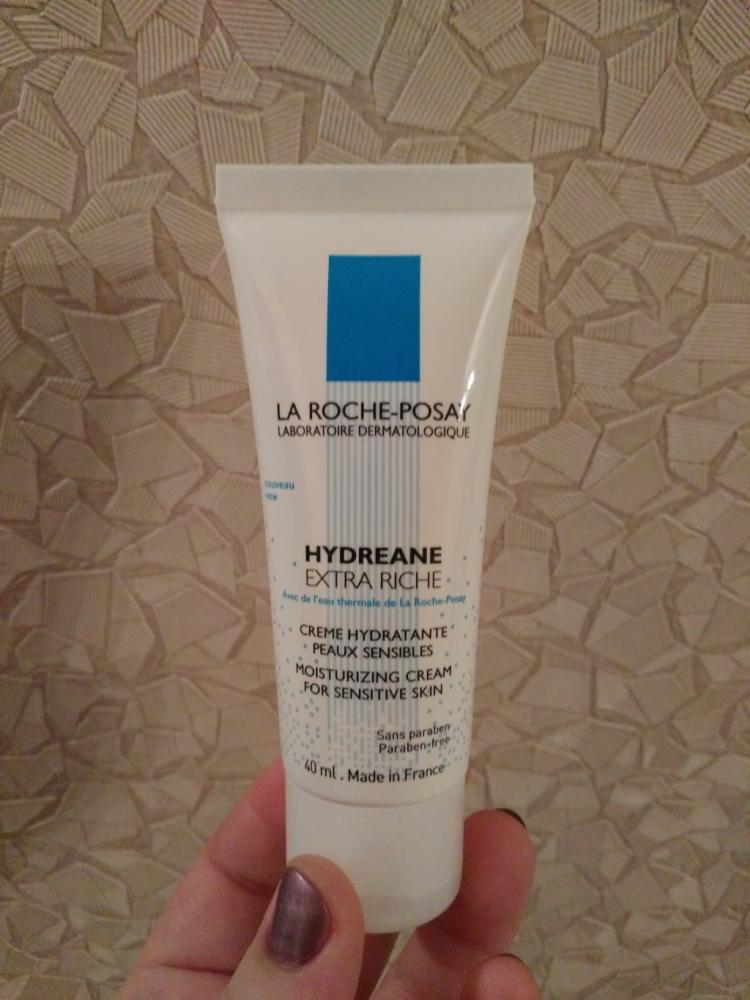 LA ROCHE-POSAY
LABORATOIRE DERMATOLOGIQUE
nouveau
new
HYDREANE
EXTRA RICHE
Avec de l'eau thermale de La Roche-Posay
CREME HYDRATANTE
PEAUX SENSIBLES
MOISTURIZING CREAM
FOR SENSITIVE SKIN
Sans paraben
Paraben-free
40 ml . Made in France